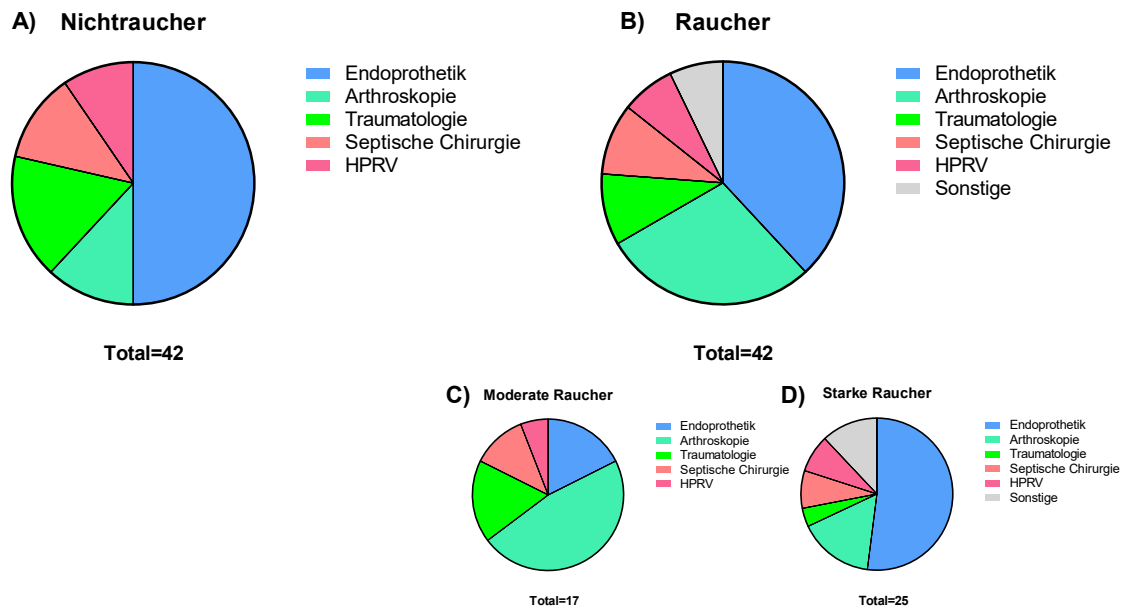 A) Nichtraucher
Endoprothetik
Arthroskopie
Traumatologie
Septische Chirurgie
HPRV
Total=42
B) Raucher
Endoprothetik
Arthroskopie
Traumatologie
Septische Chirurgie
HPRV
Sonstige
Total=42
C) Moderate Raucher
Endoprothetik
Arthroskopie
Traumatologie
Septische Chirurgie
HPRV
Total=17
D) Starke Raucher
Endoprothetik
Arthroskopie
Traumatologie
Septische Chirurgie
HPRV
Sonstige
Total=25